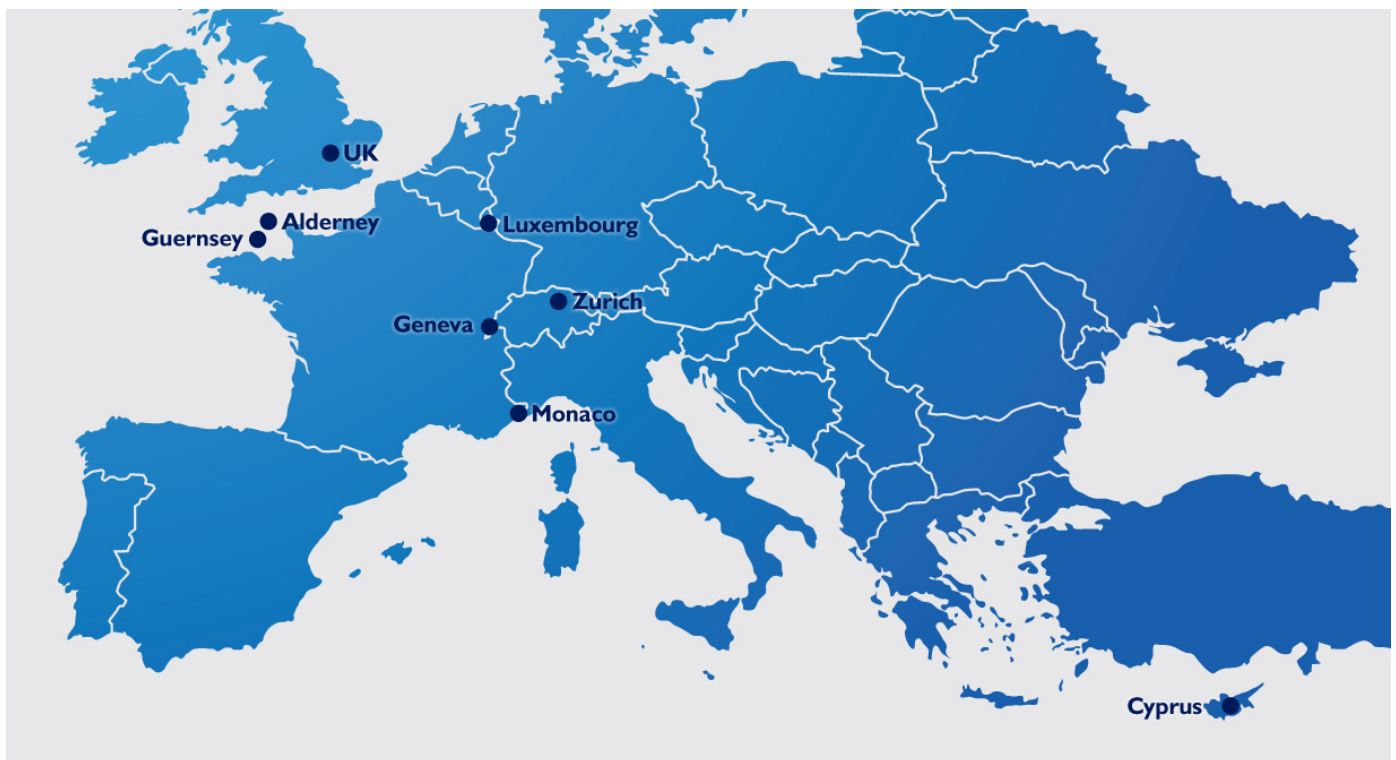 UK
Alderney
Guernsey
Luxembourg
Zurich
Geneva
Monaco
Cyprus